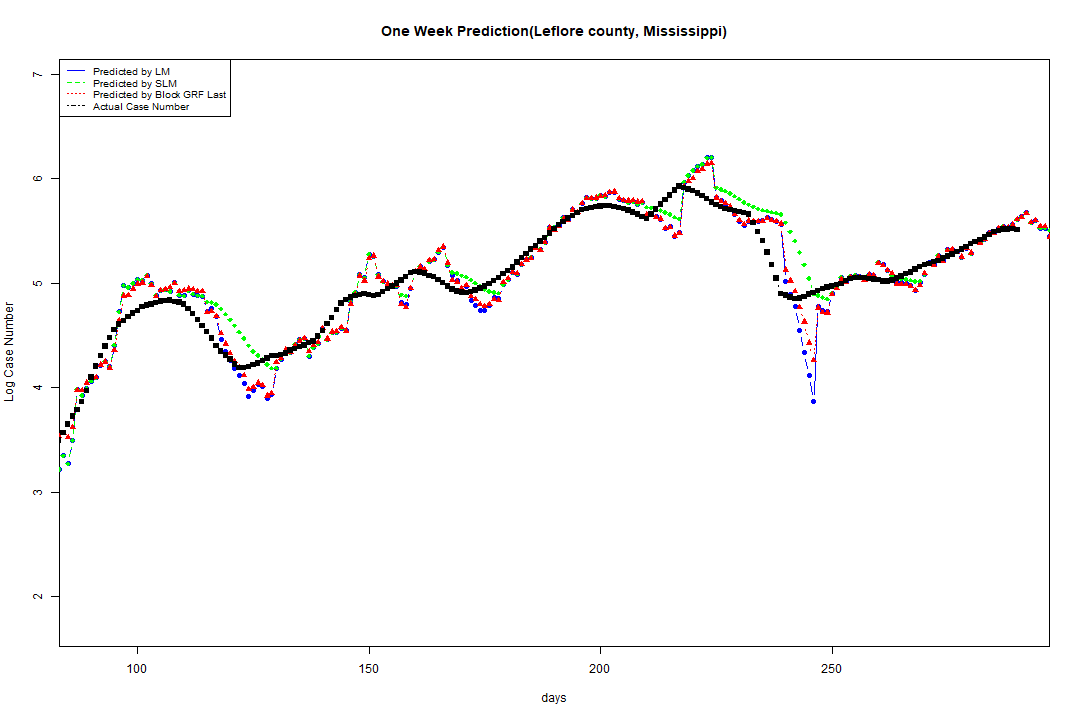 One Week Prediction(Leflore county, Mississippi)
Predicted by LM
Predicted by SLM
Predicted by Block GRF Last
Actual Case Number
7
6
5
4
3
2
Log Case Number
100 150 200 250
days